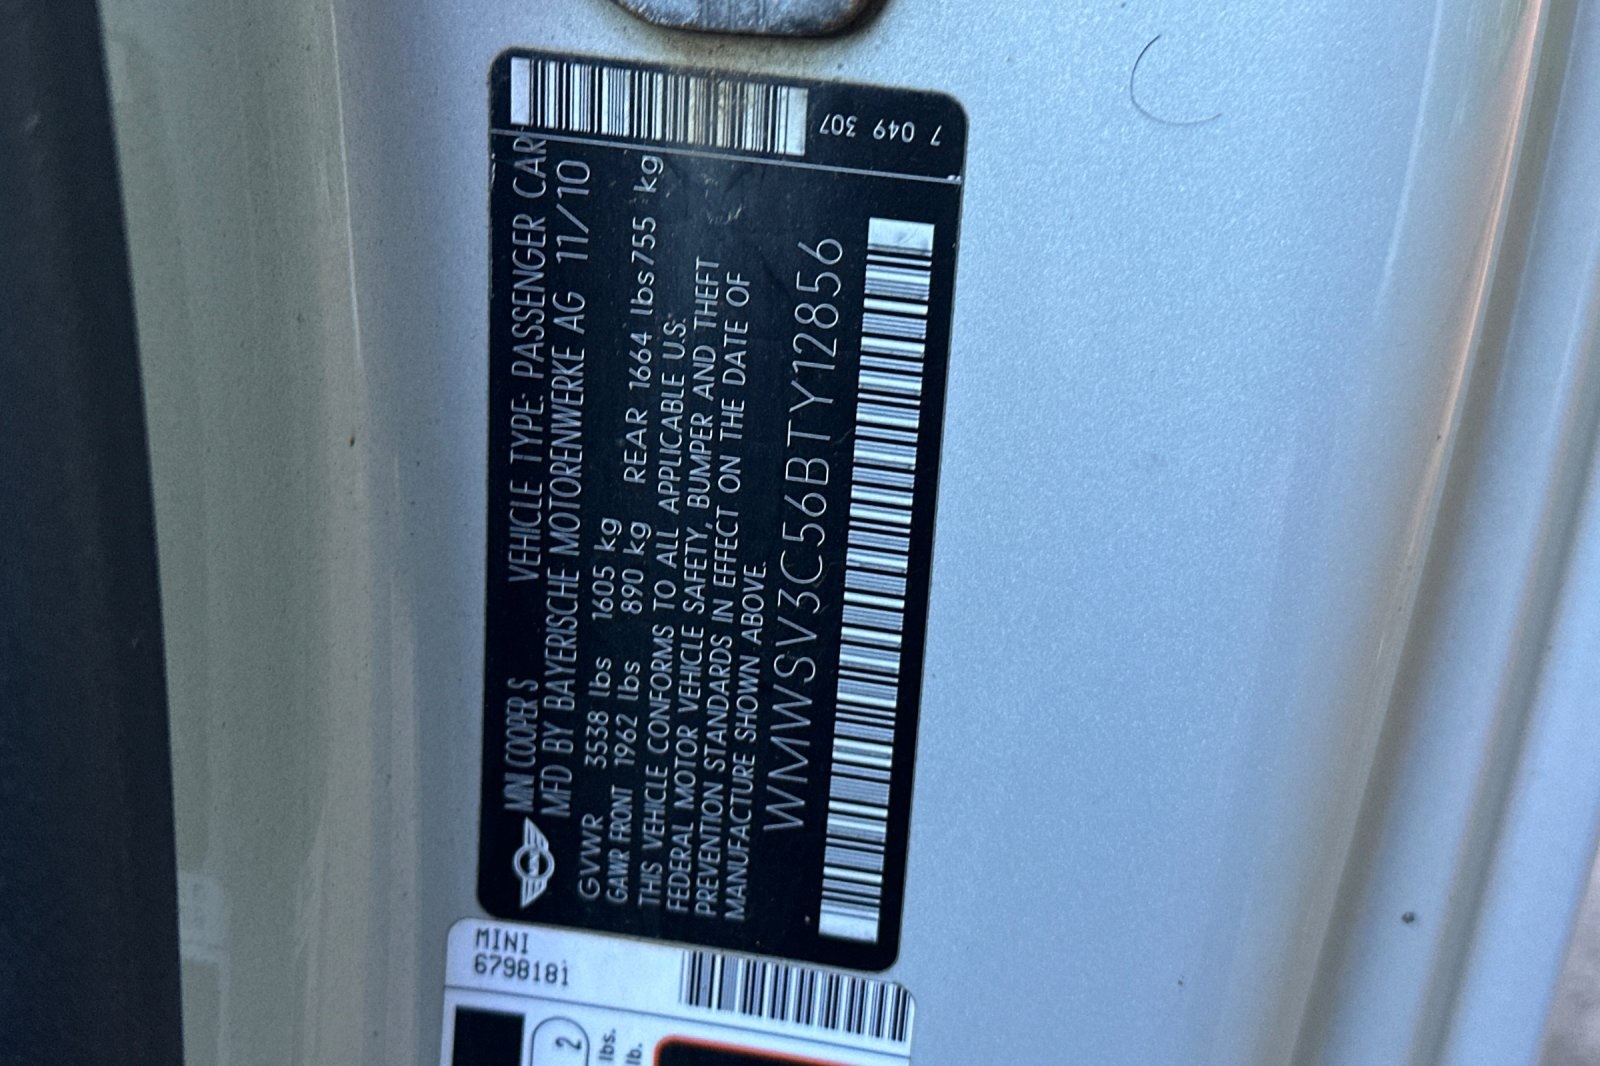 MINI COOPER S VEHICLE TYPE: PASSENGER CAR
MFD BY BAYERISCHE MOTORENWERKE AG 11/10
GVWR 3538 lbs 1605 kg
GAWR FRONT 1962 lbs 890 kg REAR 1664 lbs/755 kg
THIS VEHICLE CONFORMS TO ALL APPLICABLE U.S.
FEDERAL MOTOR VEHICLE SAFETY, BUMPER AND THEFT
PREVENTION STANDARDS IN EFFECT ON THE DATE OF
MANUFACTURE SHOWN ABOVE.
WMWSV3C56BTY12856
7 049 307
MINI
6798181
2
lbs.
lb.